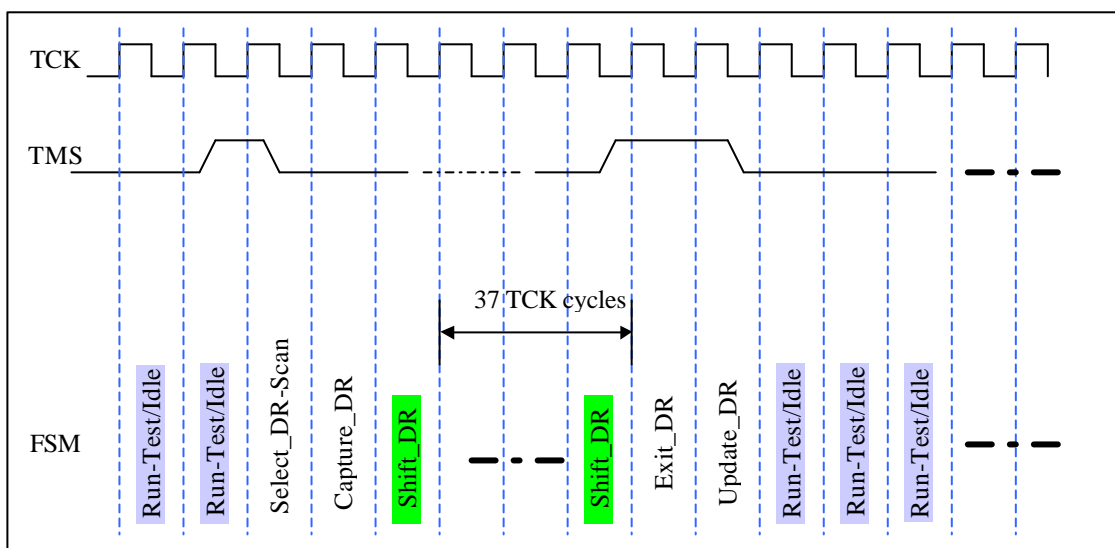 TCK
TMS
37 TCK cycles
FSM
Run-Test/Idle
Run-Test/Idle
Select_DR-Scan
Capture_DR
Shift_DR
Shift_DR
Exit_DR
Update_DR
Run-Test/Idle
Run-Test/Idle
Run-Test/Idle